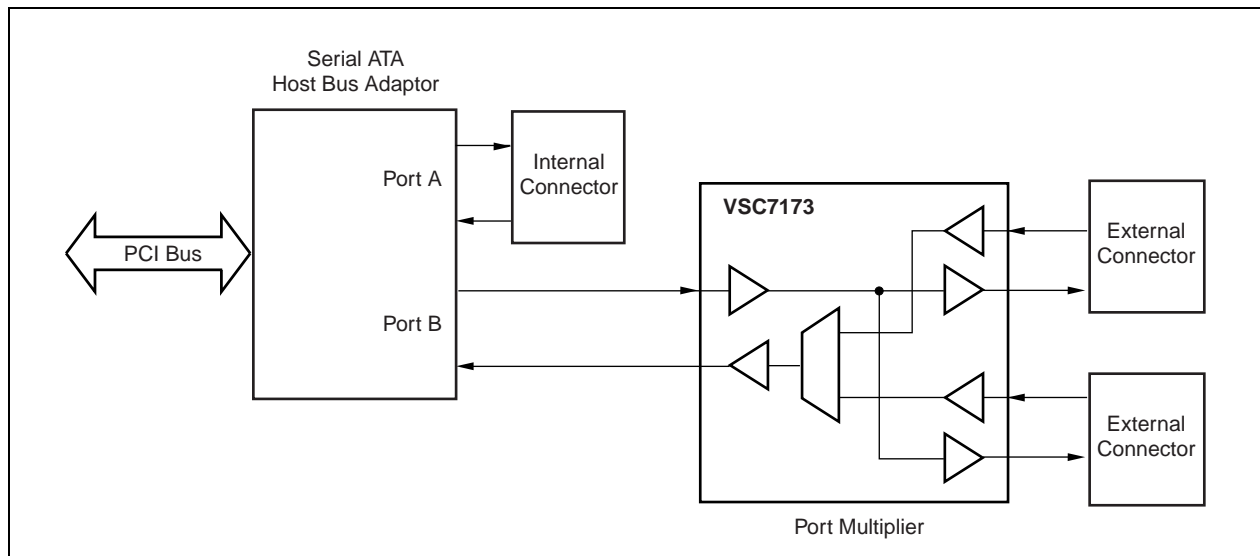 Serial ATA
Host Bus Adaptor
Port A
Internal
Connector
PCI Bus
Port B
VSC7173
External
Connector
External
Connector
Port Multiplier